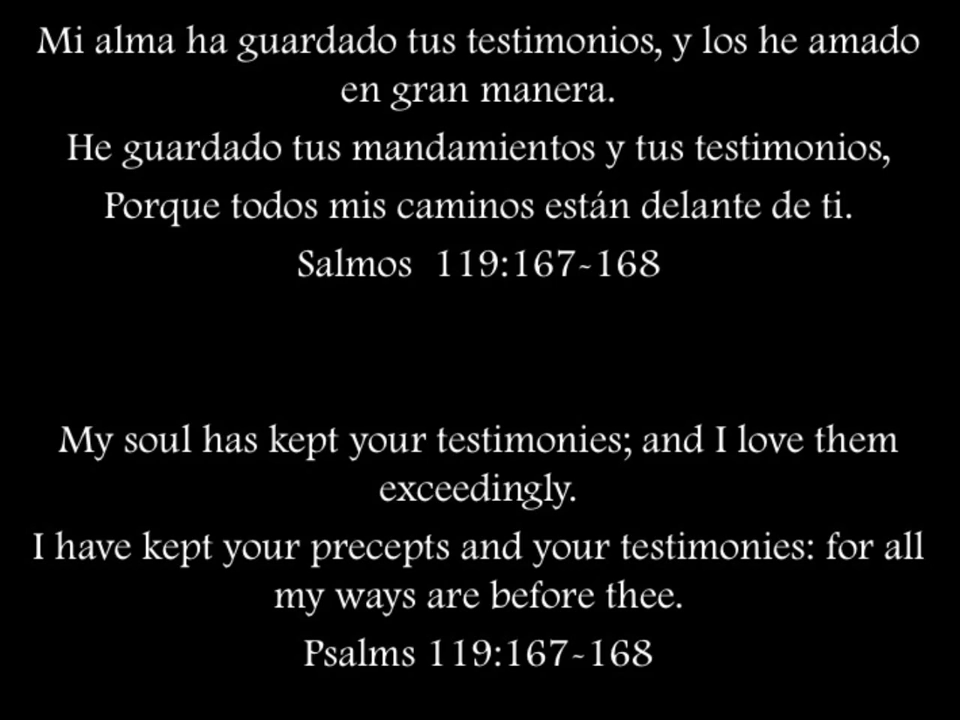 Mi alma ha guardado tus testimonios, y los he amado
en gran manera.
He guardado tus mandamientos y tus testimonios,
Porque todos mis caminos están delante de ti.
Salmos 119:167-168
My soul has kept your testimonies; and I love them
exceedingly.
I have kept your precepts and your testimonies: for all
my ways are before thee.
Psalms 119:167-168